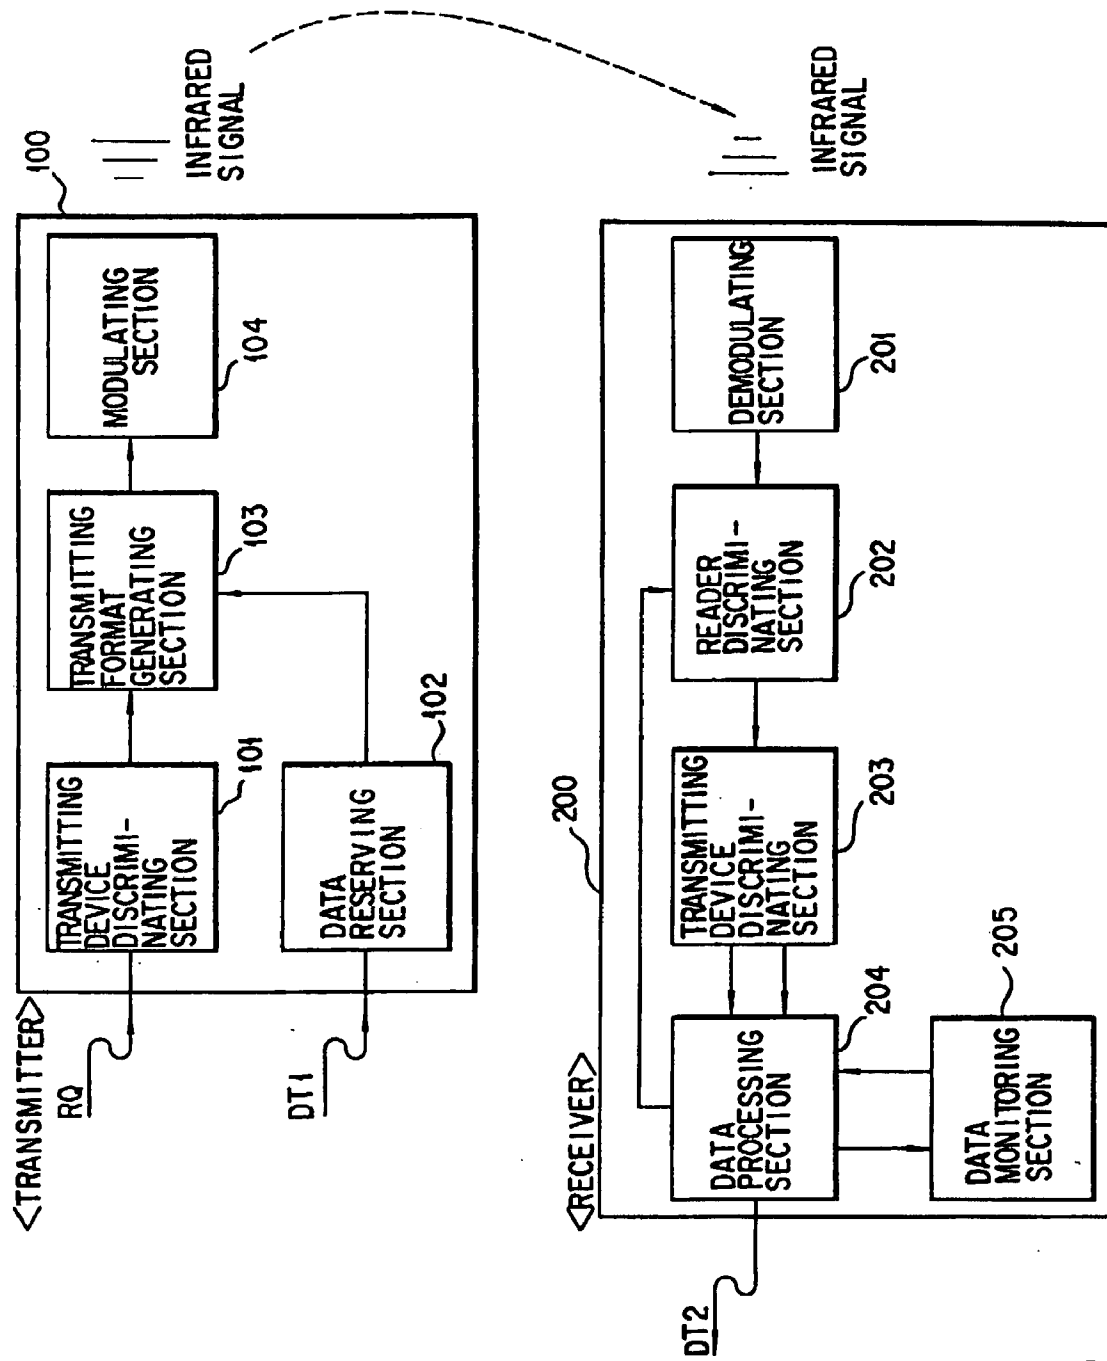 <TRANSMITTER>
100
RQ
TRANSMITTING
DEVICE
DISCRIMI-
NATING
SECTION
101
TRANSMITTING
FORMAT
GENERATING
SECTION
103
MODULATING
SECTION
104
INFRARED
SIGNAL
DT1
DATA
RESERVING
SECTION
102
<RECEIVER>
200
DT2
DATA
PROCESSING
SECTION
204
TRANSMITTING
DEVICE
DISCRIMI-
NATING
SECTION
203
READER
DISCRIMI-
NATING
SECTION
202
DEMODULATING
SECTION
201
INFRARED
SIGNAL
DATA
MONITORING
SECTION
205